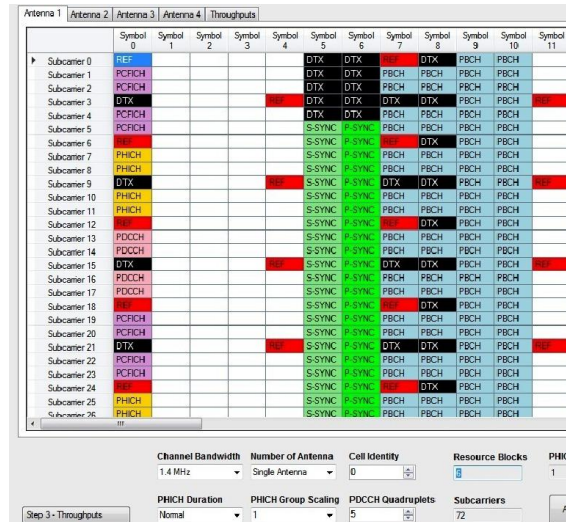 Antenna 1 Antenna 2 Antenna 3 Antenna 4 Throughputs
Symbol 0 Symbol 1 Symbol 2 Symbol 3 Symbol 4 Symbol 5 Symbol 6 Symbol 7 Symbol 8 Symbol 9 Symbol 10 Symbol 11
Subcarrier 0 REF DTX DTX REF DTX PBCH PBCH
Subcarrier 1 PCFICH DTX DTX PBCH PBCH PBCH PBCH
Subcarrier 2 PCFICH DTX DTX PBCH PBCH PBCH PBCH
Subcarrier 3 DTX REF DTX DTX DTX DTX PBCH PBCH REF
Subcarrier 4 PCFICH DTX DTX PBCH PBCH PBCH PBCH
Subcarrier 5 PCFICH S-SYNC P-SYNC PBCH PBCH PBCH PBCH
Subcarrier 6 REF S-SYNC P-SYNC REF DTX PBCH PBCH
Subcarrier 7 PHICH S-SYNC P-SYNC PBCH PBCH PBCH PBCH
Subcarrier 8 PHICH S-SYNC P-SYNC PBCH PBCH PBCH PBCH
Subcarrier 9 DTX REF S-SYNC P-SYNC DTX DTX PBCH PBCH REF
Subcarrier 10 PHICH S-SYNC P-SYNC PBCH PBCH PBCH PBCH
Subcarrier 11 PHICH S-SYNC P-SYNC PBCH PBCH PBCH PBCH
Subcarrier 12 REF S-SYNC P-SYNC REF DTX PBCH PBCH
Subcarrier 13 PDCCH S-SYNC P-SYNC PBCH PBCH PBCH PBCH
Subcarrier 14 PDCCH S-SYNC P-SYNC PBCH PBCH PBCH PBCH
Subcarrier 15 DTX REF S-SYNC P-SYNC DTX DTX PBCH PBCH REF
Subcarrier 16 PDCCH S-SYNC P-SYNC PBCH PBCH PBCH PBCH
Subcarrier 17 PDCCH S-SYNC P-SYNC PBCH PBCH PBCH PBCH
Subcarrier 18 REF S-SYNC P-SYNC REF DTX PBCH PBCH
Subcarrier 19 PCFICH S-SYNC P-SYNC PBCH PBCH PBCH PBCH
Subcarrier 20 PCFICH S-SYNC P-SYNC PBCH PBCH PBCH PBCH
Subcarrier 21 DTX REF S-SYNC P-SYNC DTX DTX PBCH PBCH REF
Subcarrier 22 PCFICH S-SYNC P-SYNC PBCH PBCH PBCH PBCH
Subcarrier 23 PCFICH S-SYNC P-SYNC PBCH PBCH PBCH PBCH
Subcarrier 24 REF S-SYNC P-SYNC REF DTX PBCH PBCH
Subcarrier 25 PHICH S-SYNC P-SYNC PBCH PBCH PBCH PBCH
Subcarrier 26 PHICH S-SYNC P-SYNC PBCH PBCH PBCH PBCH
Channel Bandwidth Number of Antenna Cell Identity Resource Blocks PHIC
1.4 MHz Single Antenna 0 6 1
PHICH Duration PHICH Group Scaling PDCCH Quadruplets Subcarriers
Step 3 - Throughputs Normal 1 5 72 A